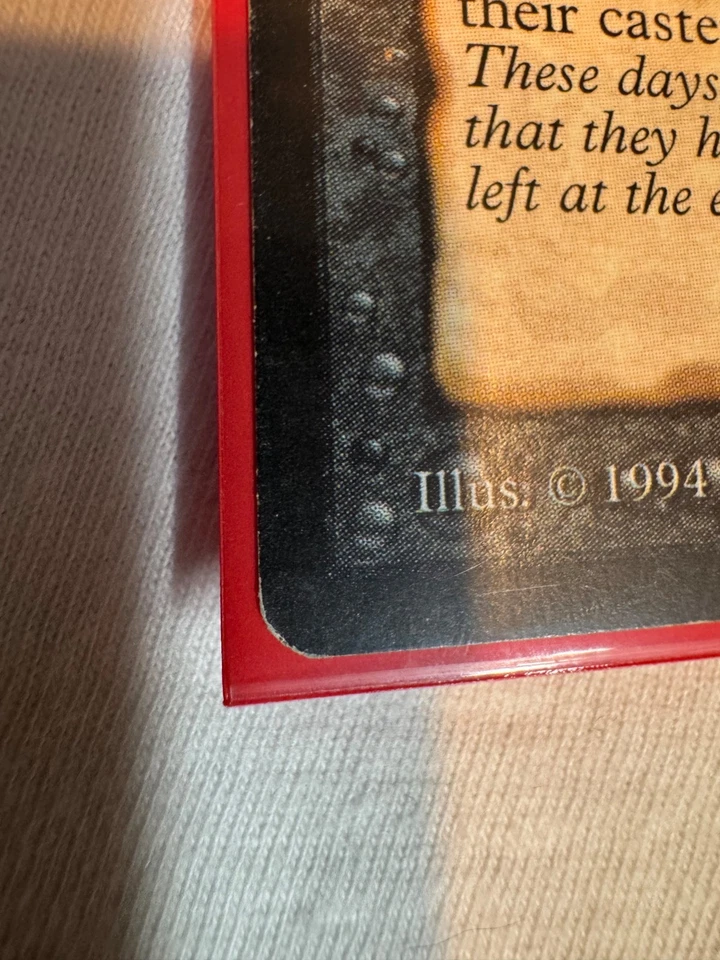 their caste
These days
that they h
left at the e
Illus. © 1994